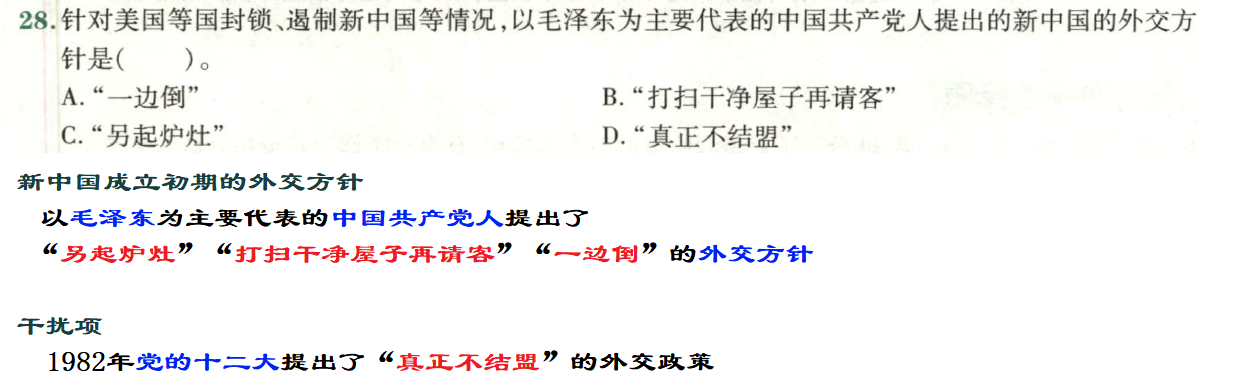 28.针对美国等国封锁、遏制新中国等情况,以毛泽东为主要代表的中国共产党人提出的新中国的外交方
针是(　　)。
A.“一边倒”　B.“打扫干净屋子再请客”
C.“另起炉灶”　D.“真正不结盟”
新中国成立初期的外交方针
以毛泽东为主要代表的中国共产党人提出了
“另起炉灶”“打扫干净屋子再请客”“一边倒”的外交方针
干扰项
1982年党的十二大提出了“真正不结盟”的外交政策